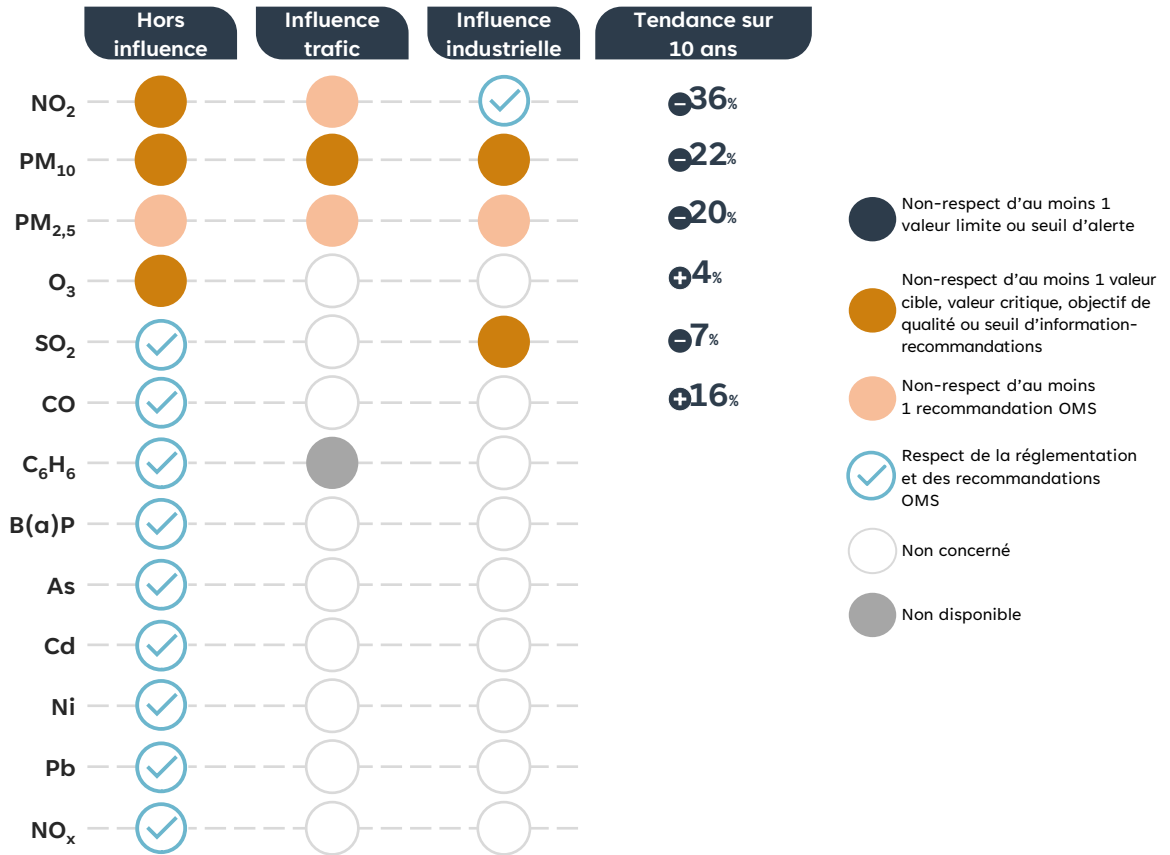 Hors
influence
Influence
trafic
Influence
industrielle
Tendance sur
10 ans
NO₂
−36%
PM₁₀
−22%
PM₂,₅
−20%
O₃
+4%
SO₂
−7%
CO
+16%
C₆H₆
B(a)P
As
Cd
Ni
Pb
NOₓ
Non-respect d'au moins 1
valeur limite ou seuil d'alerte
Non-respect d'au moins 1 valeur
cible, valeur critique, objectif de
qualité ou seuil d'information-
recommandations
Non-respect d'au moins
1 recommandation OMS
Respect de la réglementation
et des recommandations
OMS
Non concerné
Non disponible